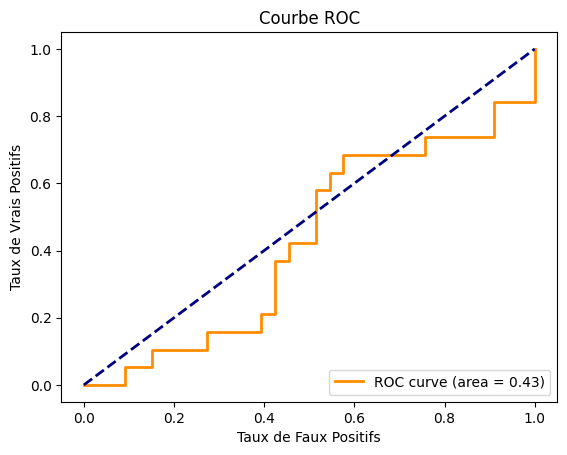 Courbe ROC
Taux de Vrais Positifs
1.0
0.8
0.6
0.4
0.2
0.0
ROC curve (area = 0.43)
0.0 0.2 0.4 0.6 0.8 1.0
Taux de Faux Positifs